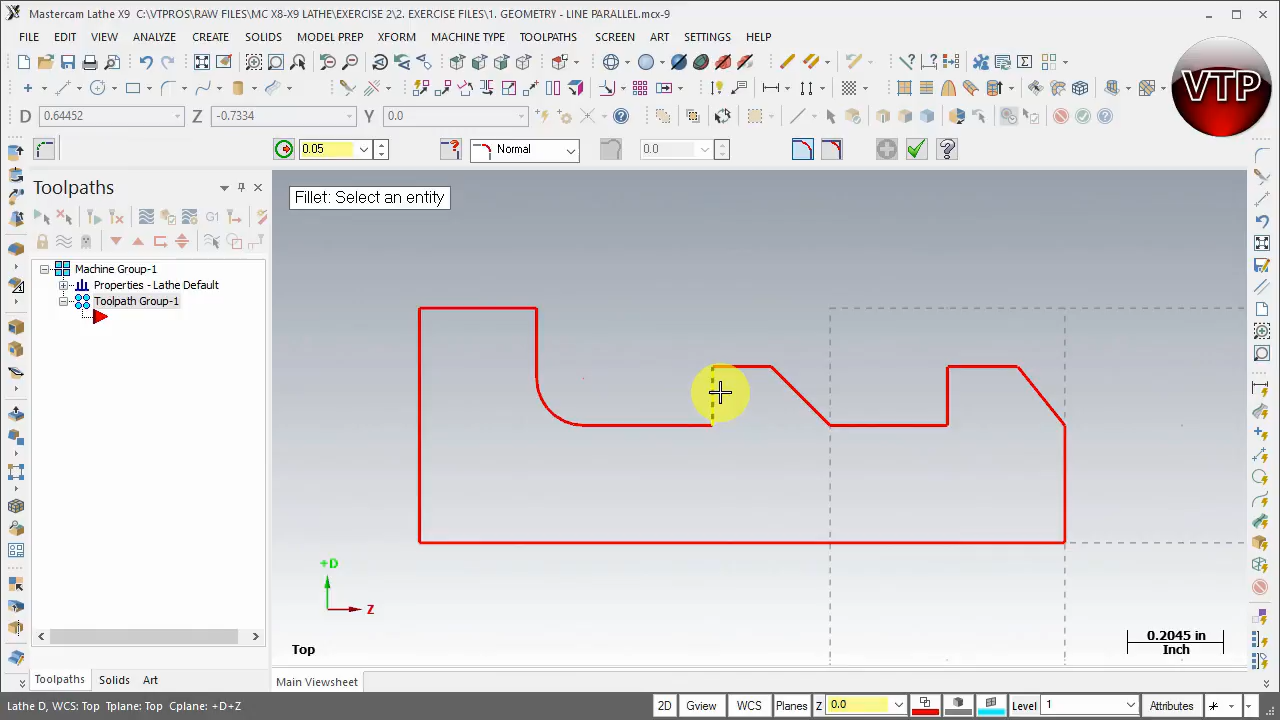 Mastercam Lathe X9  C:\VTPROS\RAW FILES\MC X8-X9 LATHE\EXERCISE 2\2. EXERCISE FILES\1. GEOMETRY - LINE PARALLEL.mcx-9
FILE EDIT VIEW ANALYZE CREATE SOLIDS MODEL PREP XFORM MACHINE TYPE TOOLPATHS SCREEN ART SETTINGS HELP
VTP
D 0.64452 Z -0.7334 Y 0.0
0.05 Normal 0.0
Toolpaths
Fillet: Select an entity
G1
Machine Group-1
Properties - Lathe Default
Toolpath Group-1
+D
Z
Top
0.2045 in
Inch
Toolpaths Solids Art
Main Viewsheet
Lathe D, WCS: Top  Tplane: Top  Cplane: +D+Z
2D Gview WCS Planes Z 0.0 Level 1 Attributes